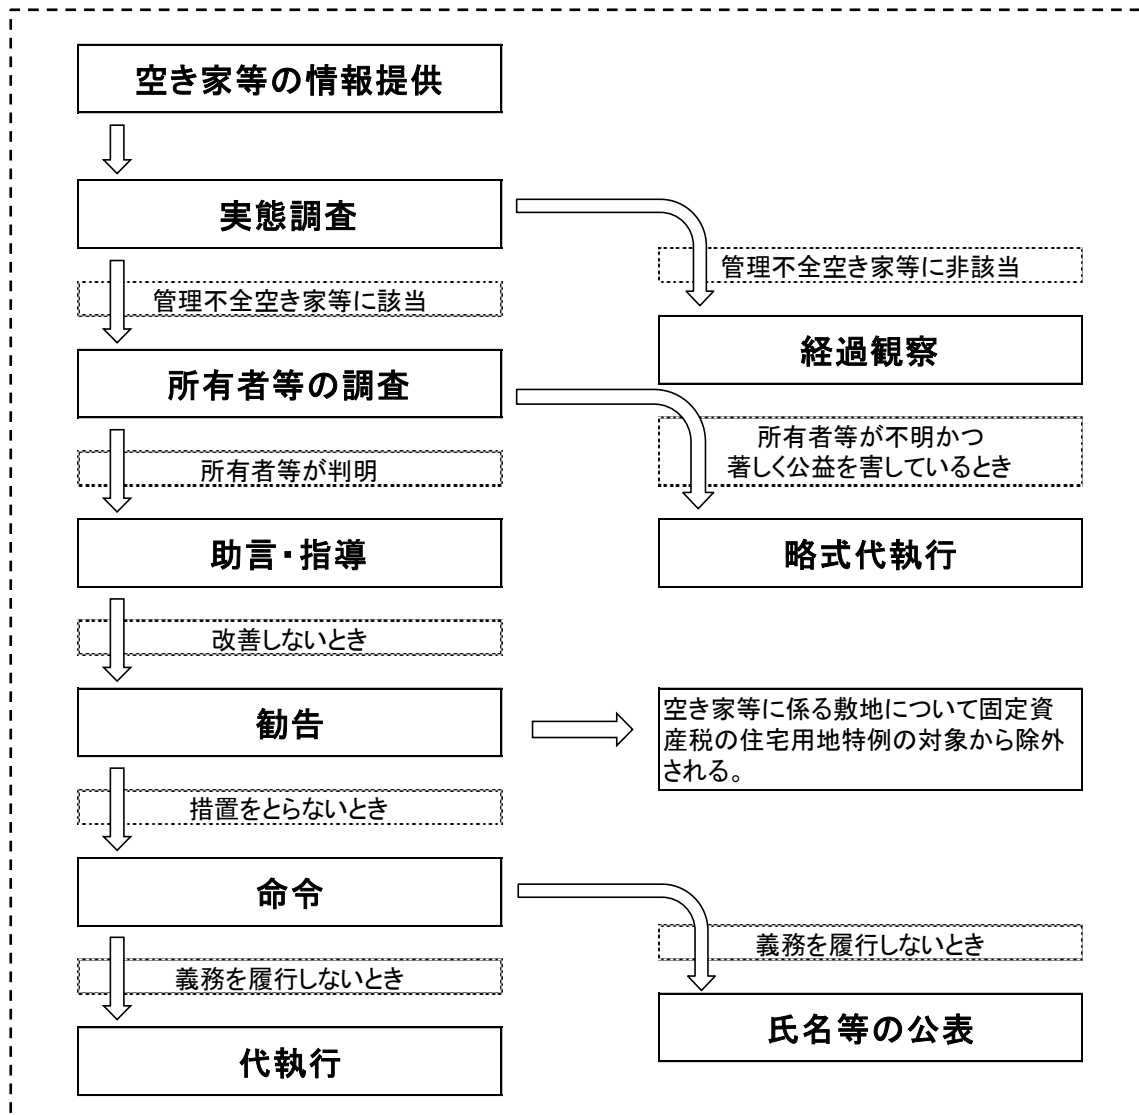 空き家等の情報提供
実態調査
管理不全空き家等に非該当
管理不全空き家等に該当
経過観察
所有者等の調査
所有者等が不明かつ
著しく公益を害しているとき
所有者等が判明
助言・指導
略式代執行
改善しないとき
勧告
空き家等に係る敷地について固定資
産税の住宅用地特例の対象から除外
される。
措置をとらないとき
命令
義務を履行しないとき
義務を履行しないとき
氏名等の公表
代執行